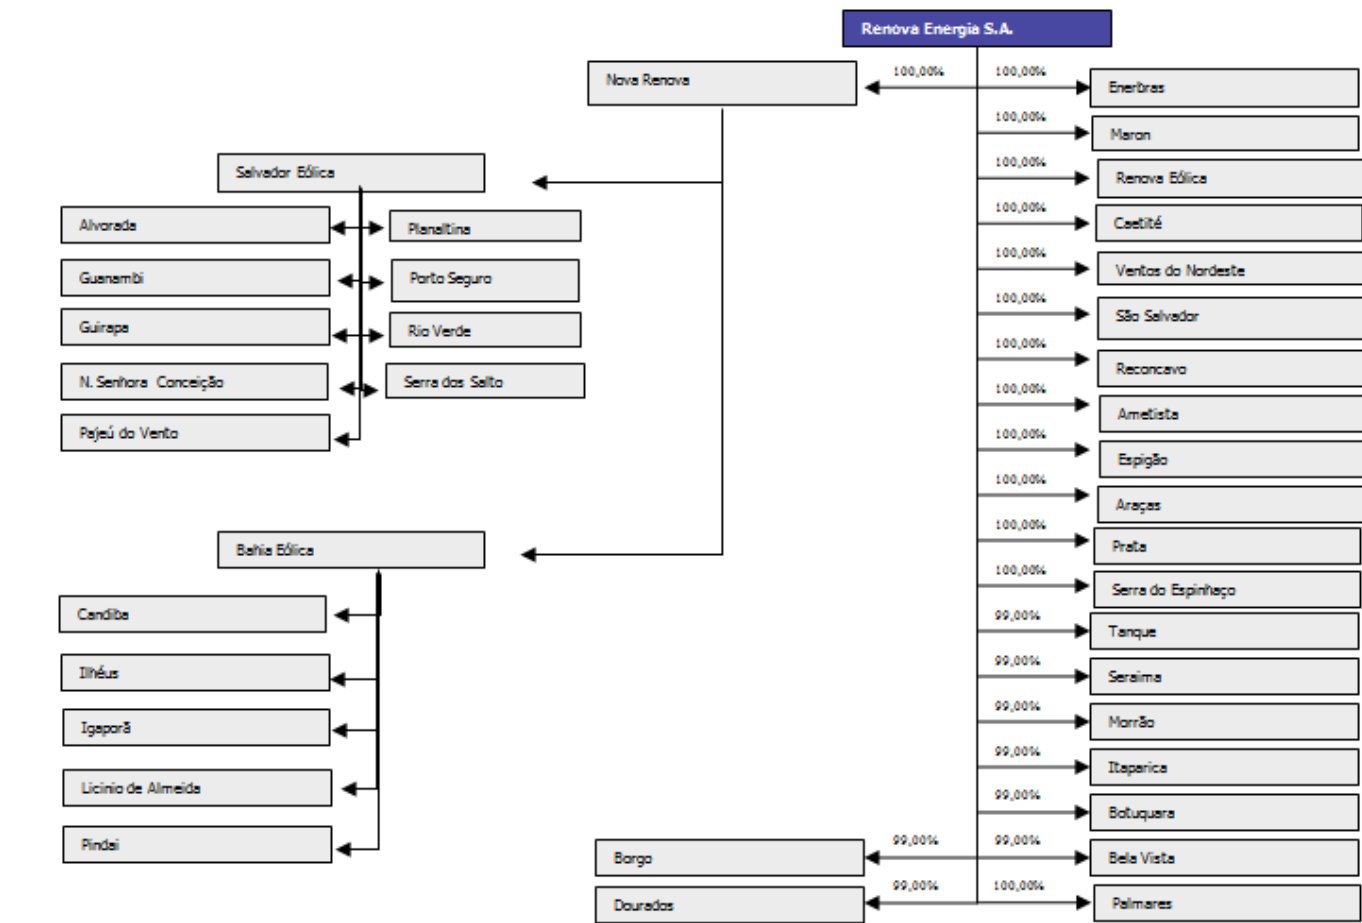 Renova Energia S.A.
Nova Renova
100,00%
100,00%
Enerbras
100,00%
Maron
Salvador Eólica
100,00%
Renova Eólica
Alvorada
Planaltina
100,00%
Caetité
Guanambi
Porto Seguro
100,00%
Ventos do Nordeste
Guirapa
Rio Verde
100,00%
São Salvador
N. Senhora Conceição
Serra dos Salto
100,00%
Reconcavo
Pajeú do Vento
100,00%
Ametista
100,00%
Espigão
100,00%
Araças
Bahia Eólica
100,00%
Prata
Candiba
100,00%
Serra do Espinhaço
99,00%
Tanque
Ilhéus
99,00%
Seraima
Igaporã
99,00%
Morrão
Licinio de Almeida
99,00%
Itaparica
99,00%
Botuquara
Pindai
Borgo
99,00%
99,00%
Bela Vista
Dourados
99,00%
100,00%
Palmares